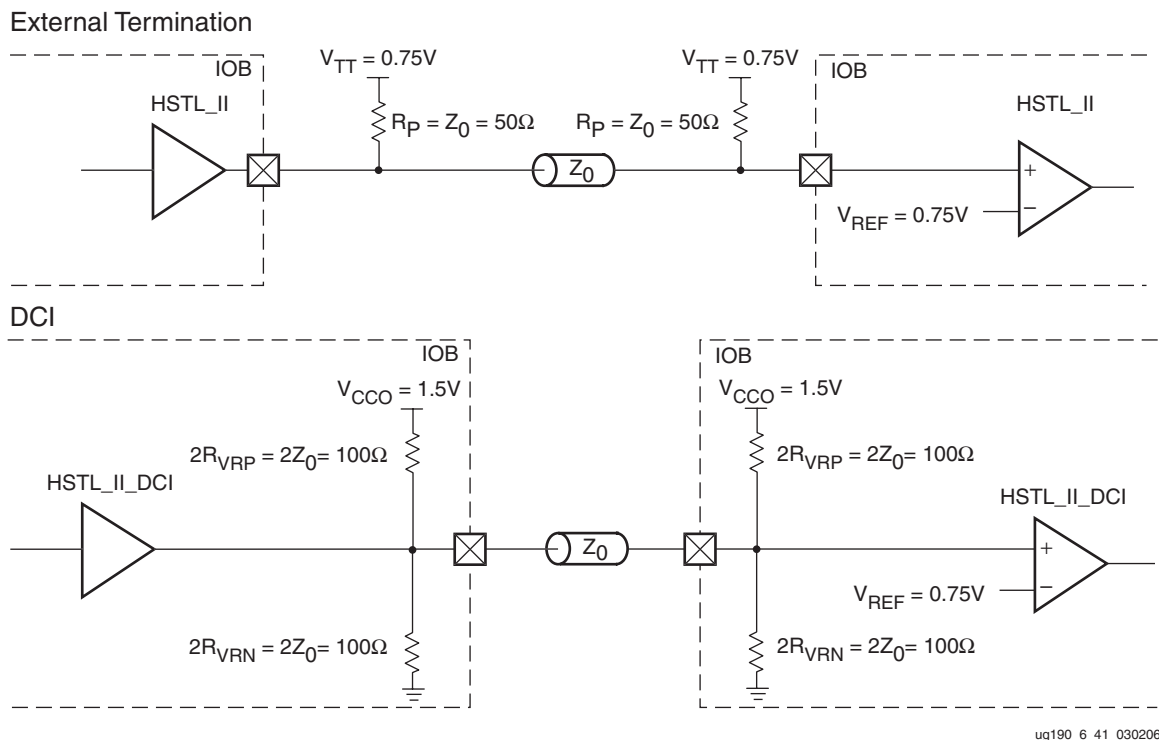 External Termination
IOB
V_TT = 0.75V
V_TT = 0.75V
IOB
HSTL_II
HSTL_II
R_P = Z_0 = 50Ω
R_P = Z_0 = 50Ω
Z_0
+
−
V_REF = 0.75V
DCI
IOB
IOB
V_CCO = 1.5V
V_CCO = 1.5V
2R_VRP = 2Z_0= 100Ω
2R_VRP = 2Z_0= 100Ω
HSTL_II_DCI
HSTL_II_DCI
Z_0
+
−
V_REF = 0.75V
2R_VRN = 2Z_0= 100Ω
2R_VRN = 2Z_0= 100Ω
ug190_6_41_030206